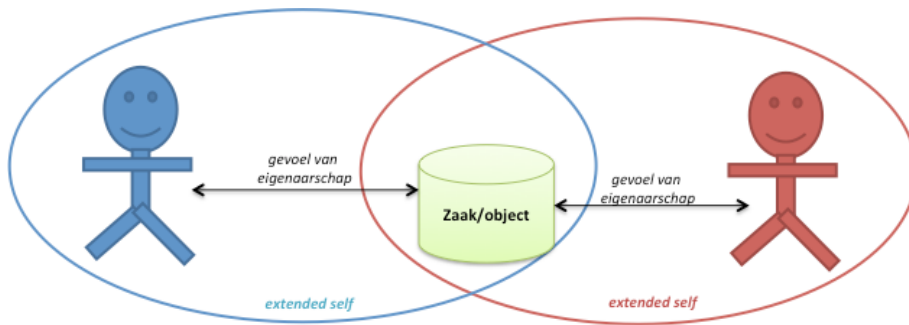 gevoel van
eigenaarschap
Zaak/object
gevoel van
eigenaarschap
extended self
extended self